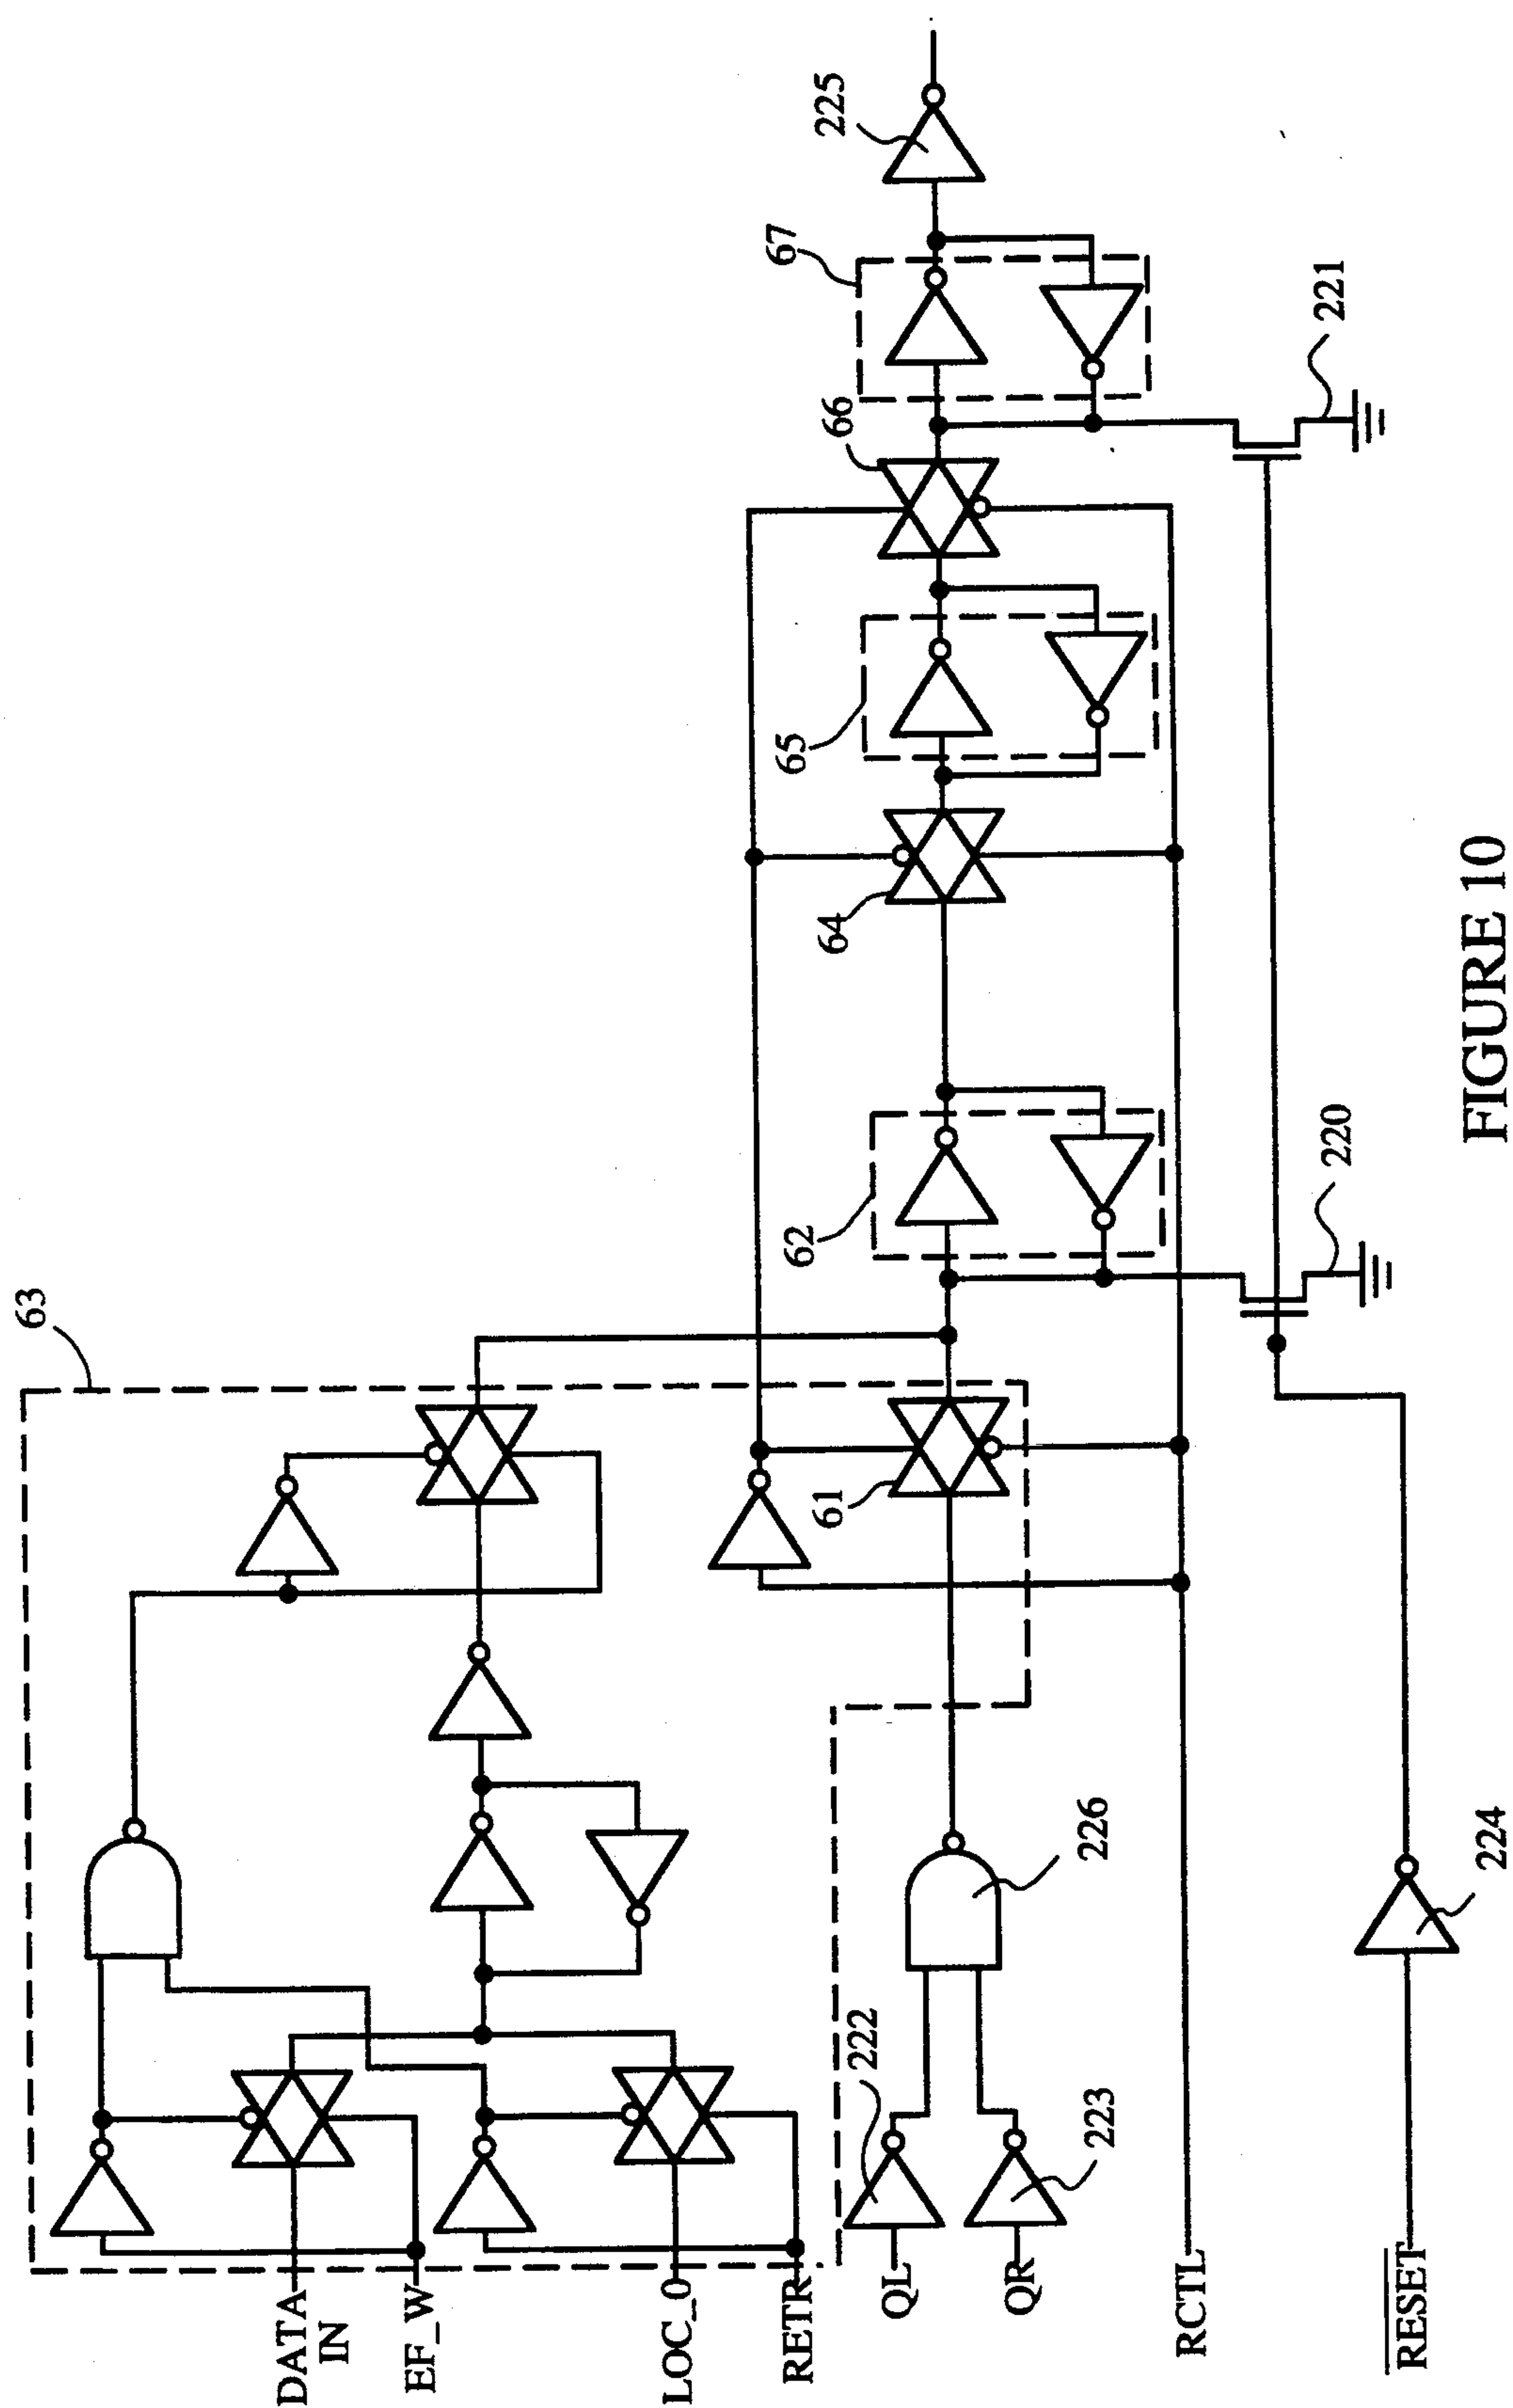 63
DATA
IN
EF_W
LOC_0
RETR
QL
QR
RCTL
RESET
222
223
226
224
61
62
64
65
66
67
225
220
221
FIGURE 10